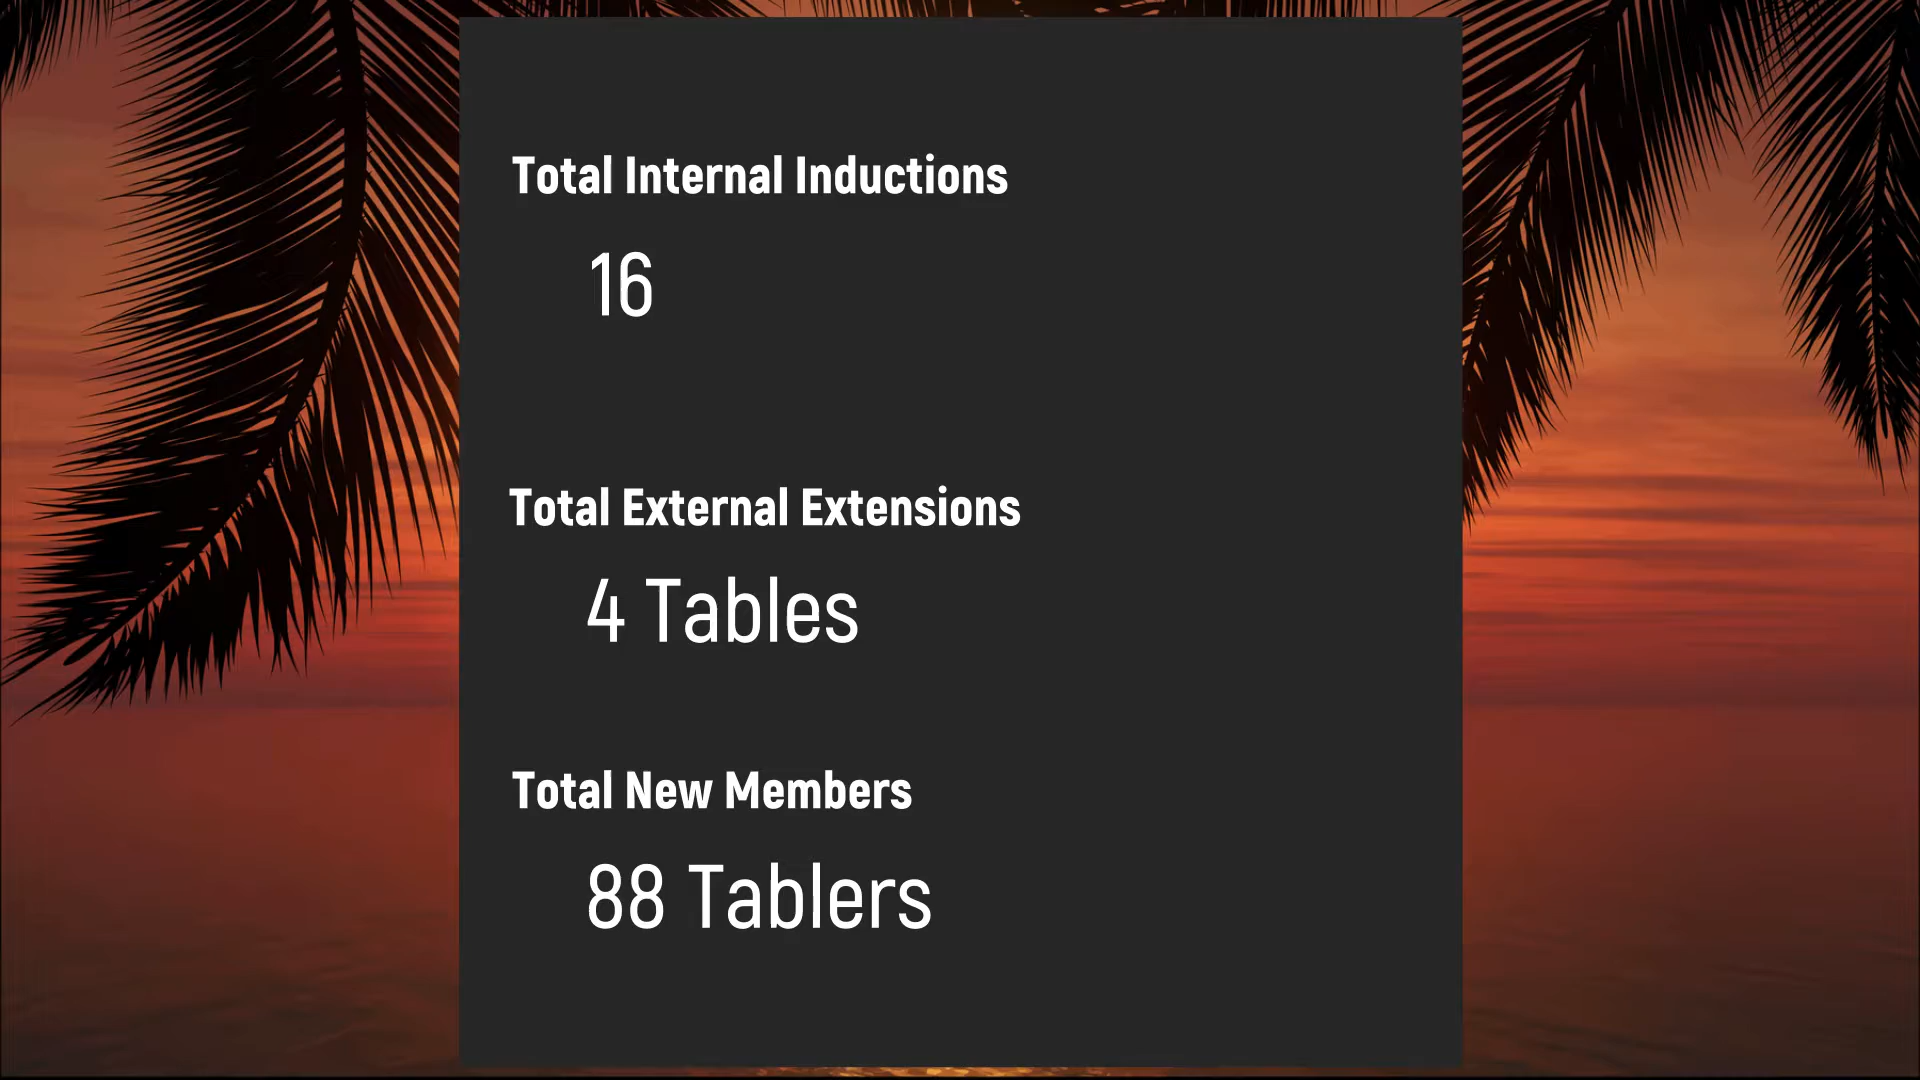 Total Internal Inductions
16
Total External Extensions
4 Tables
Total New Members
88 Tablers